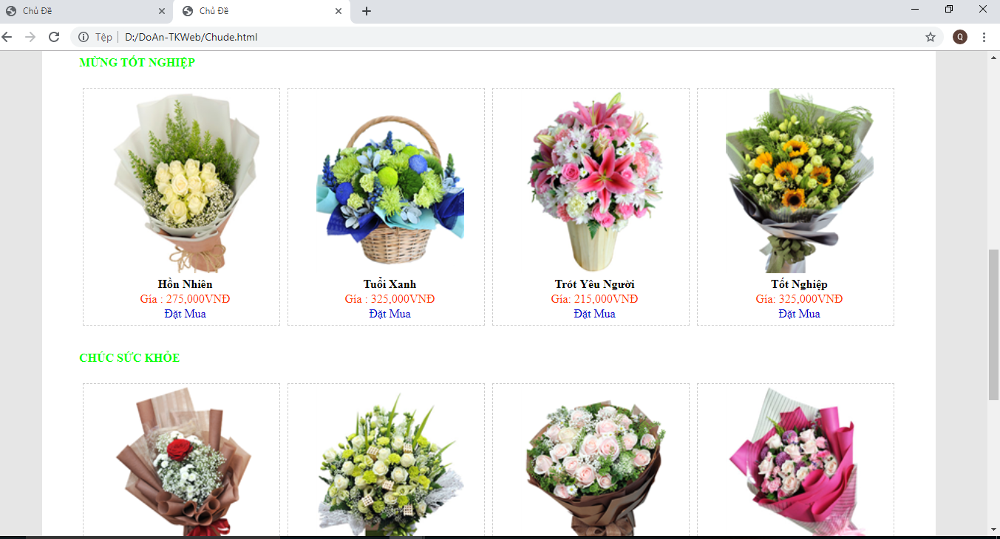 Chủ Đề
Chủ Đề
Tệp D:/DoAn-TKWeb/Chude.html
Q
MỪNG TỐT NGHIỆP
Hồn Nhiên
Gía : 275,000VNĐ
Đặt Mua
Tuổi Xanh
Gía : 325,000VNĐ
Đặt Mua
Trót Yêu Người
Gía: 215,000VNĐ
Đặt Mua
Tốt Nghiệp
Gía: 325,000VNĐ
Đặt Mua
CHÚC SỨC KHỎE